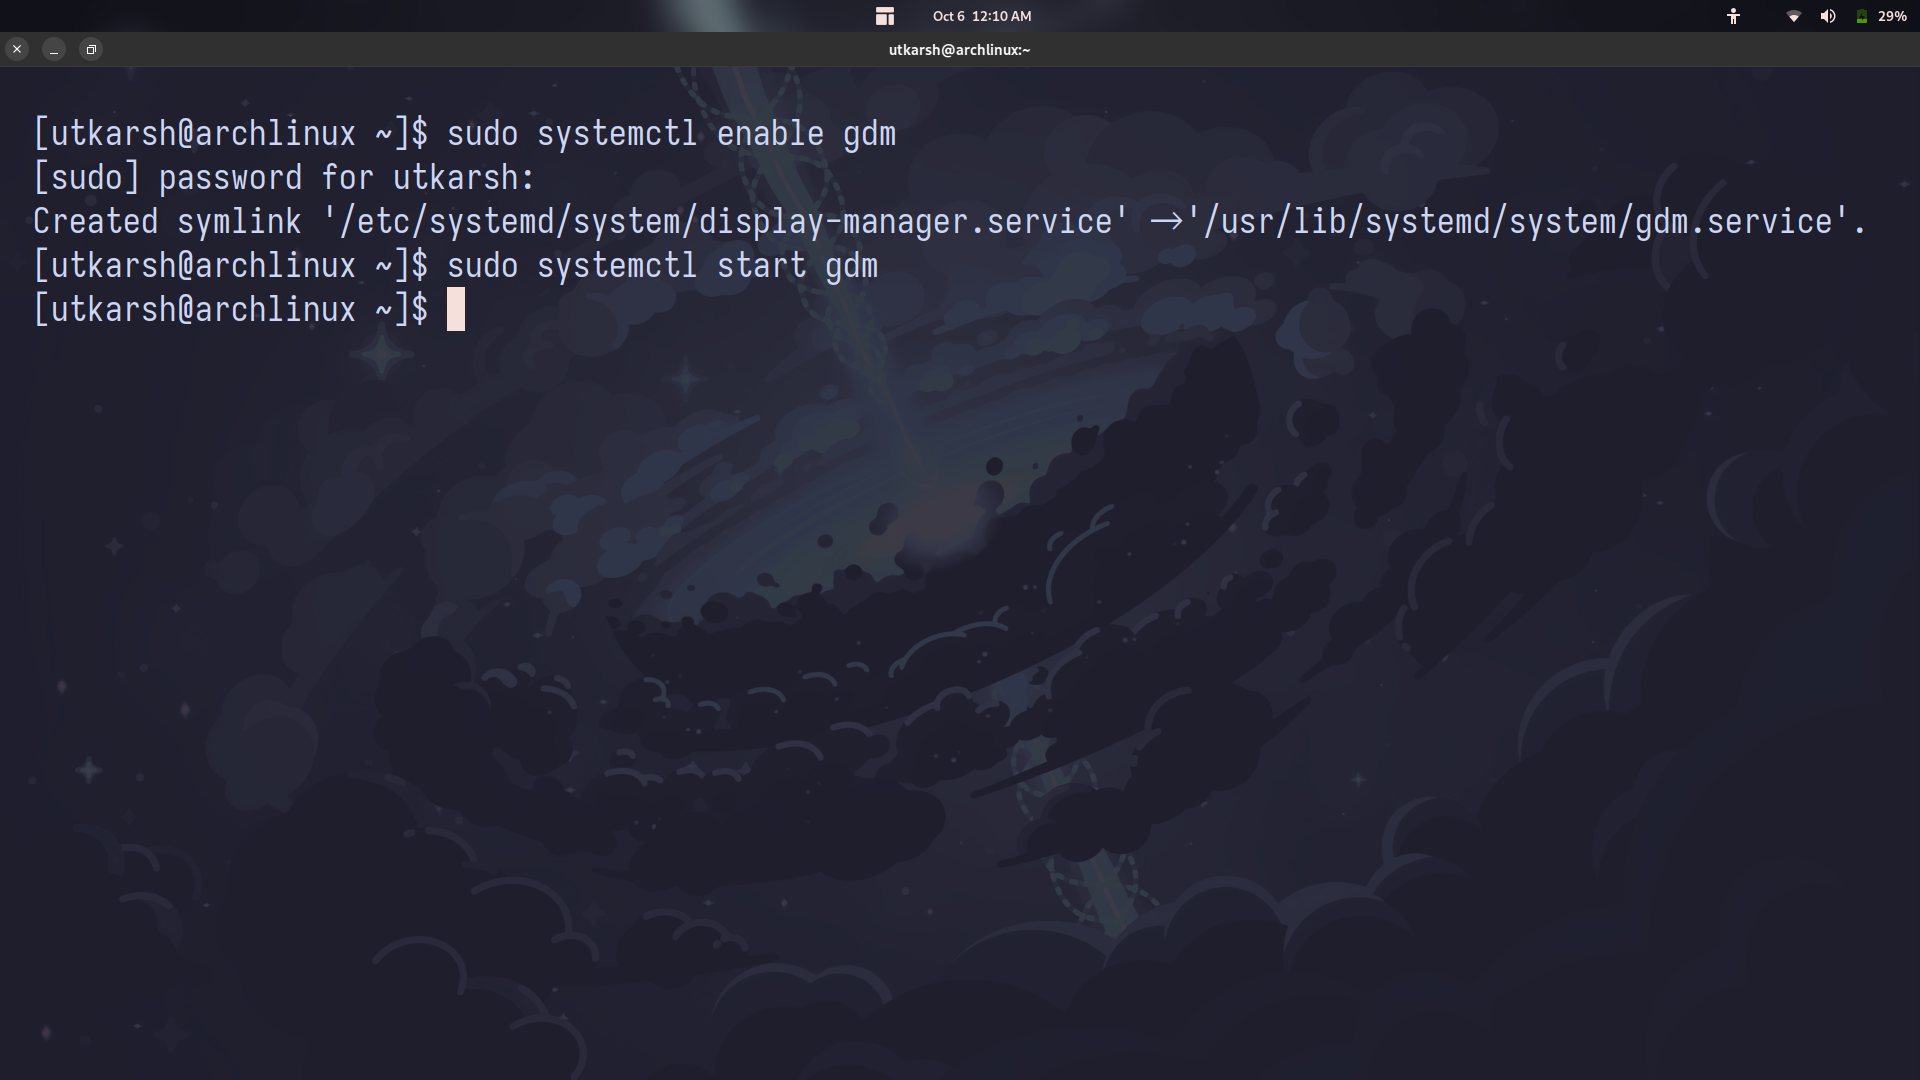 Oct 6 12:10 AM
29%
utkarsh@archlinux:~
[utkarsh@archlinux ~]$ sudo systemctl enable gdm
[sudo] password for utkarsh:
Created symlink '/etc/systemd/system/display-manager.service' → '/usr/lib/systemd/system/gdm.service'.
[utkarsh@archlinux ~]$ sudo systemctl start gdm
[utkarsh@archlinux ~]$